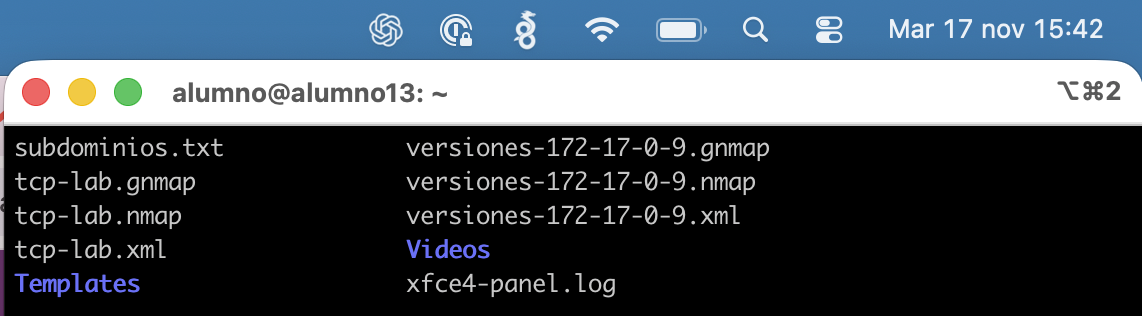 Mar 17 nov 15:42
alumno@alumno13: ~ ⌥⌘2
subdominios.txt versiones-172-17-0-9.gnmap
tcp-lab.gnmap versiones-172-17-0-9.nmap
tcp-lab.nmap versiones-172-17-0-9.xml
tcp-lab.xml Videos
Templates xfce4-panel.log